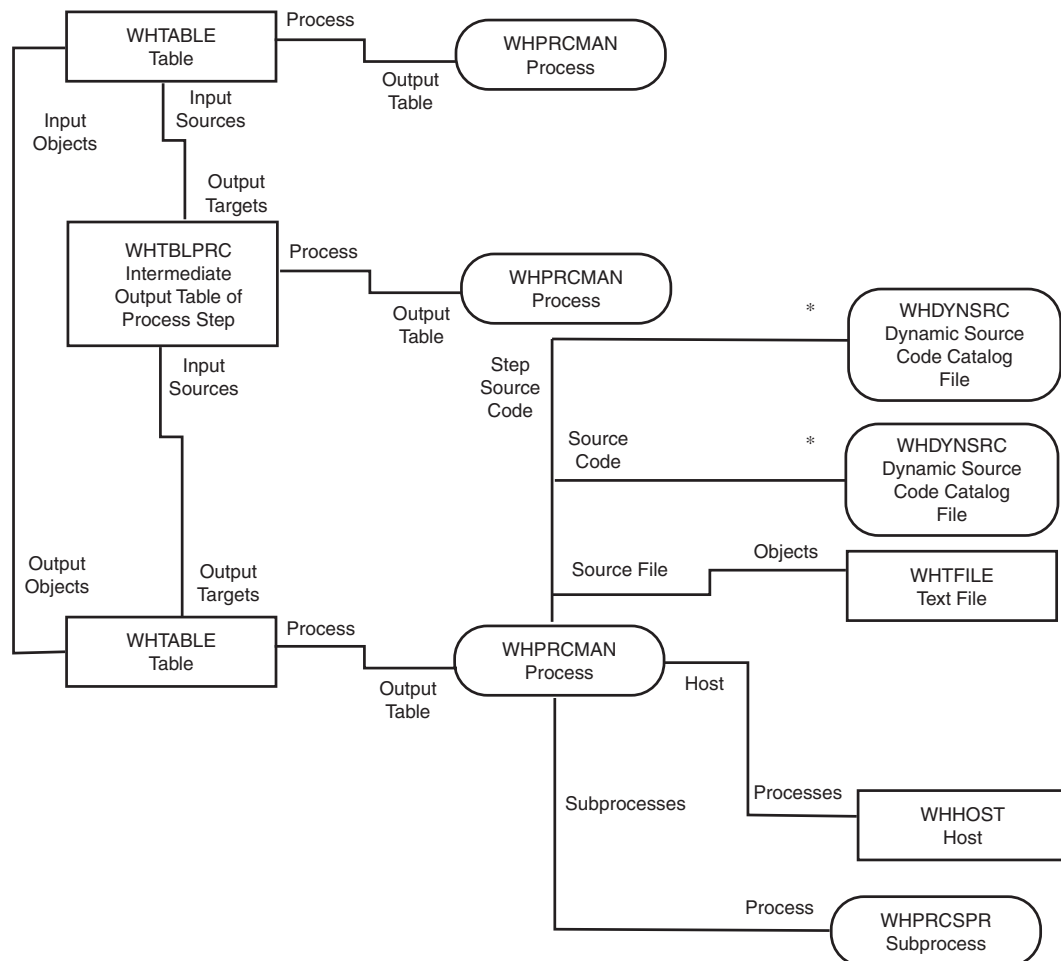 Process
WHTABLE
Table
WHPRCMAN
Process
Output
Table
Input
Sources
Input
Objects
Output
Targets
WHTBLPRC
Intermediate
Output Table of
Process Step
Process
WHPRCMAN
Process
Output
Table
*
WHDYNSRC
Dynamic Source
Code Catalog
File
Input
Sources
Step
Source
Code
Source
Code
*
WHDYNSRC
Dynamic Source
Code Catalog
File
Output
Objects
Output
Targets
Source File
Objects
WHTFILE
Text File
WHTABLE
Table
Process
Output
Table
WHPRCMAN
Process
Host
Subprocesses
Processes
WHHOST
Host
Process
WHPRCSPR
Subprocess